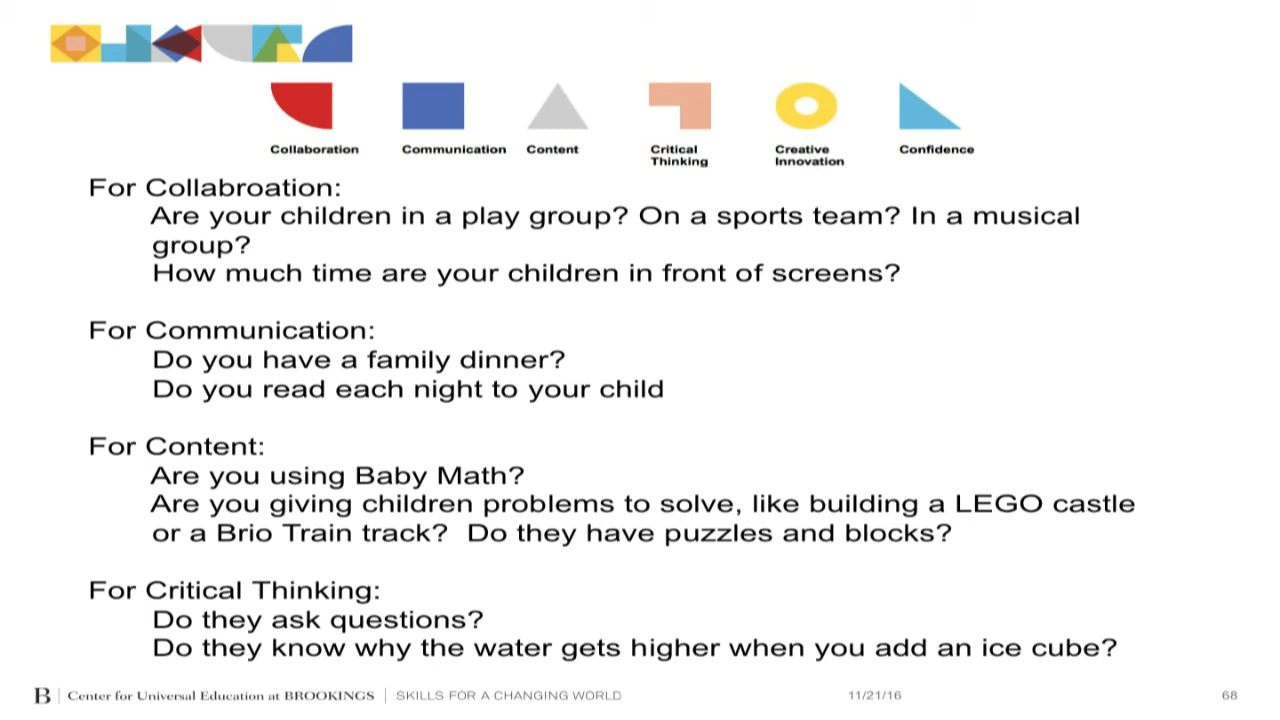 Collaboration
Communication
Content
Critical
Thinking
Creative
Innovation
Confidence
For Collabroation:
Are your children in a play group? On a sports team? In a musical
group?
How much time are your children in front of screens?
For Communication:
Do you have a family dinner?
Do you read each night to your child
For Content:
Are you using Baby Math?
Are you giving children problems to solve, like building a LEGO castle
or a Brio Train track?  Do they have puzzles and blocks?
For Critical Thinking:
Do they ask questions?
Do they know why the water gets higher when you add an ice cube?
B | Center for Universal Education at BROOKINGS | SKILLS FOR A CHANGING WORLD 11/21/16 68